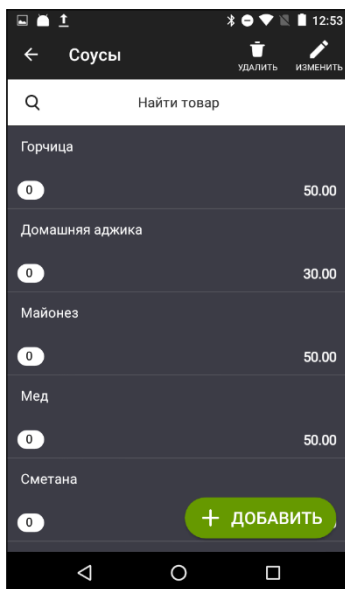 12:53
Соусы
УДАЛИТЬ
ИЗМЕНИТЬ
Найти товар
Горчица
0
50.00
Домашняя аджика
0
30.00
Майонез
0
50.00
Мед
0
50.00
Сметана
0
+ ДОБАВИТЬ